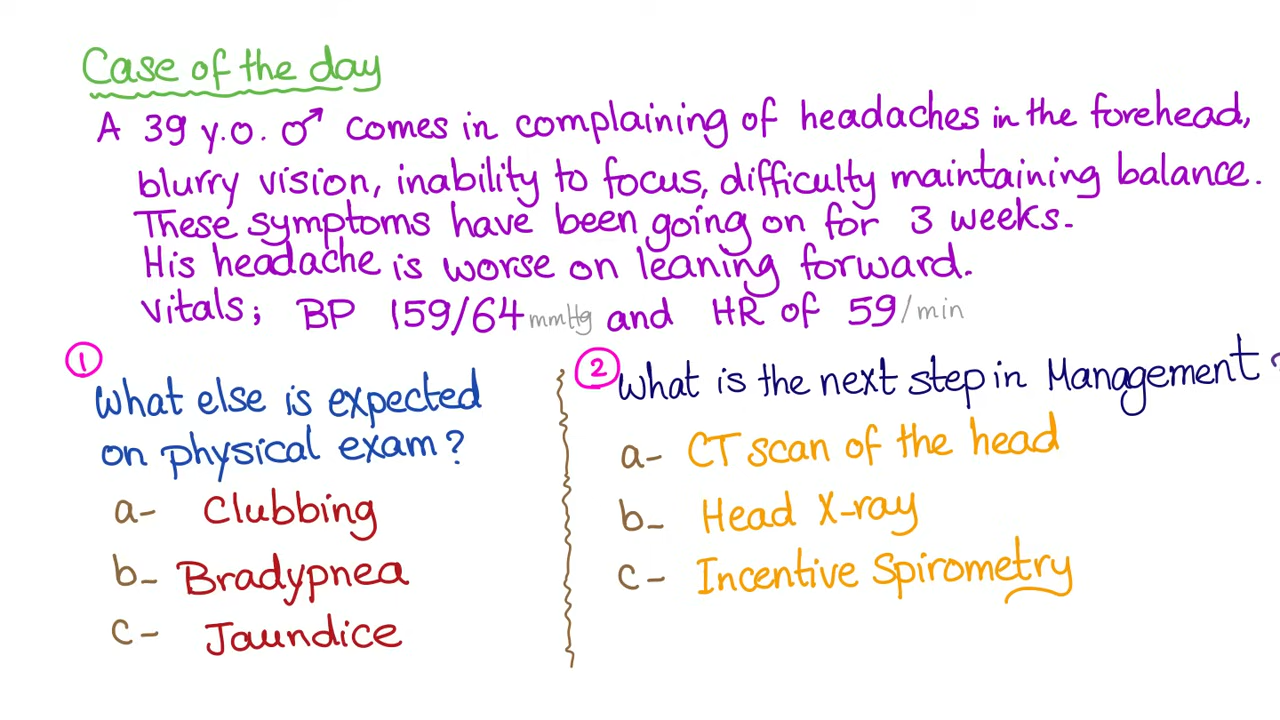 Case of the day
A 39 y.o. ♂ comes in complaining of headaches in the forehead,
blurry vision, inability to focus, difficulty maintaining balance.
These symptoms have been going on for 3 weeks.
His headache is worse on leaning forward.
Vitals; BP 159/64 mmHg and HR of 59/min
1
What else is expected
on physical exam?
a- Clubbing
b- Bradypnea
c- Jaundice
2 What is the next step in Management ?
a- CT scan of the head
b- Head X-ray
c- Incentive Spirometry